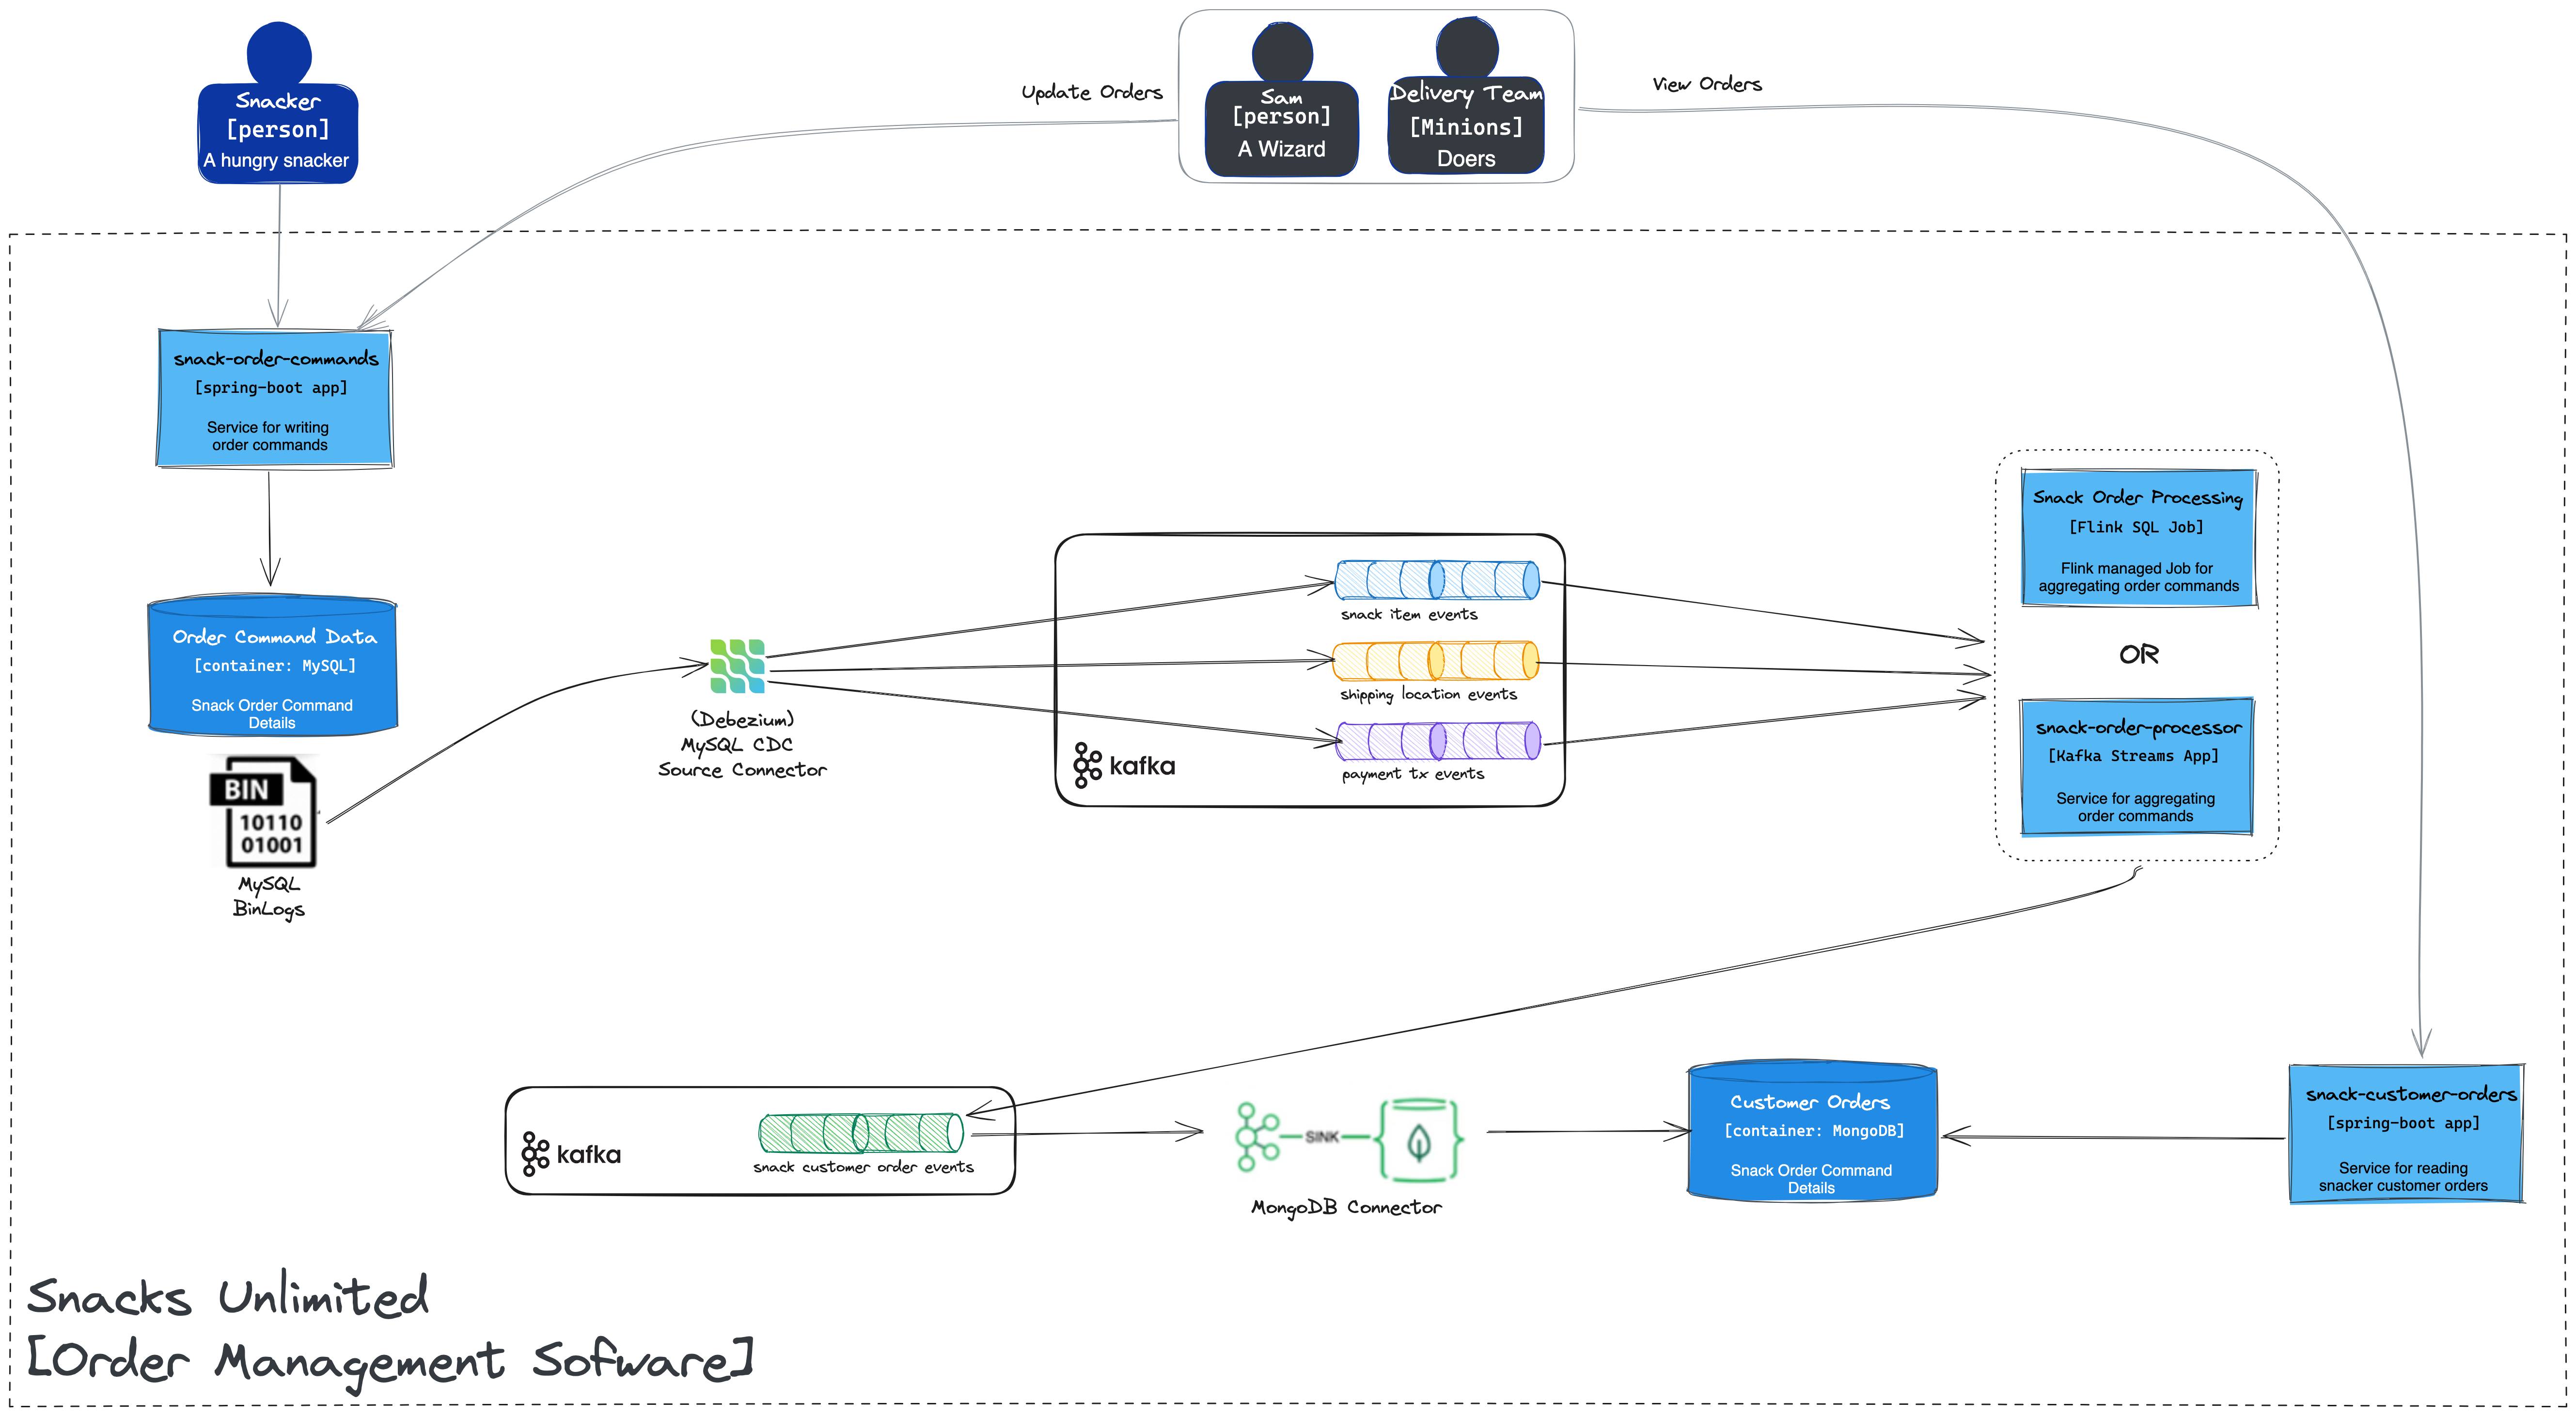 Snacker
[person]
A hungry snacker
Update Orders
Sam
[person]
A Wizard
Delivery Team
[Minions]
Doers
View Orders
snack-order-commands
[spring-boot app]
Service for writing
order commands
Order Command Data
[container: MySQL]
Snack Order Command
Details
BIN
10110
01001
MySQL
BinLogs
(Debezium)
MySQL CDC
Source Connector
kafka
snack item events
shipping location events
payment tx events
Snack Order Processing
[Flink SQL Job]
Flink managed Job for
aggregating order commands
OR
snack-order-processor
[Kafka Streams App]
Service for aggregating
order commands
kafka
snack customer order events
SINK
MongoDB Connector
Customer Orders
[container: MongoDB]
Snack Order Command
Details
snack-customer-orders
[spring-boot app]
Service for reading
snacker customer orders
Snacks Unlimited
[Order Management Sofware]